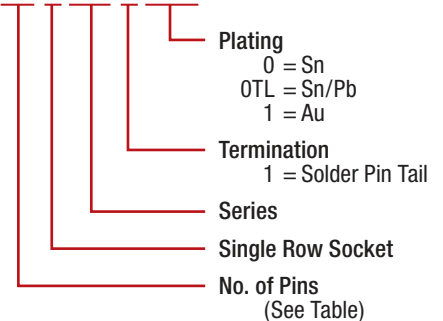 Plating
0 = Sn
0TL = Sn/Pb
1 = Au
Termination
1 = Solder Pin Tail
Series
Single Row Socket
No. of Pins
(See Table)